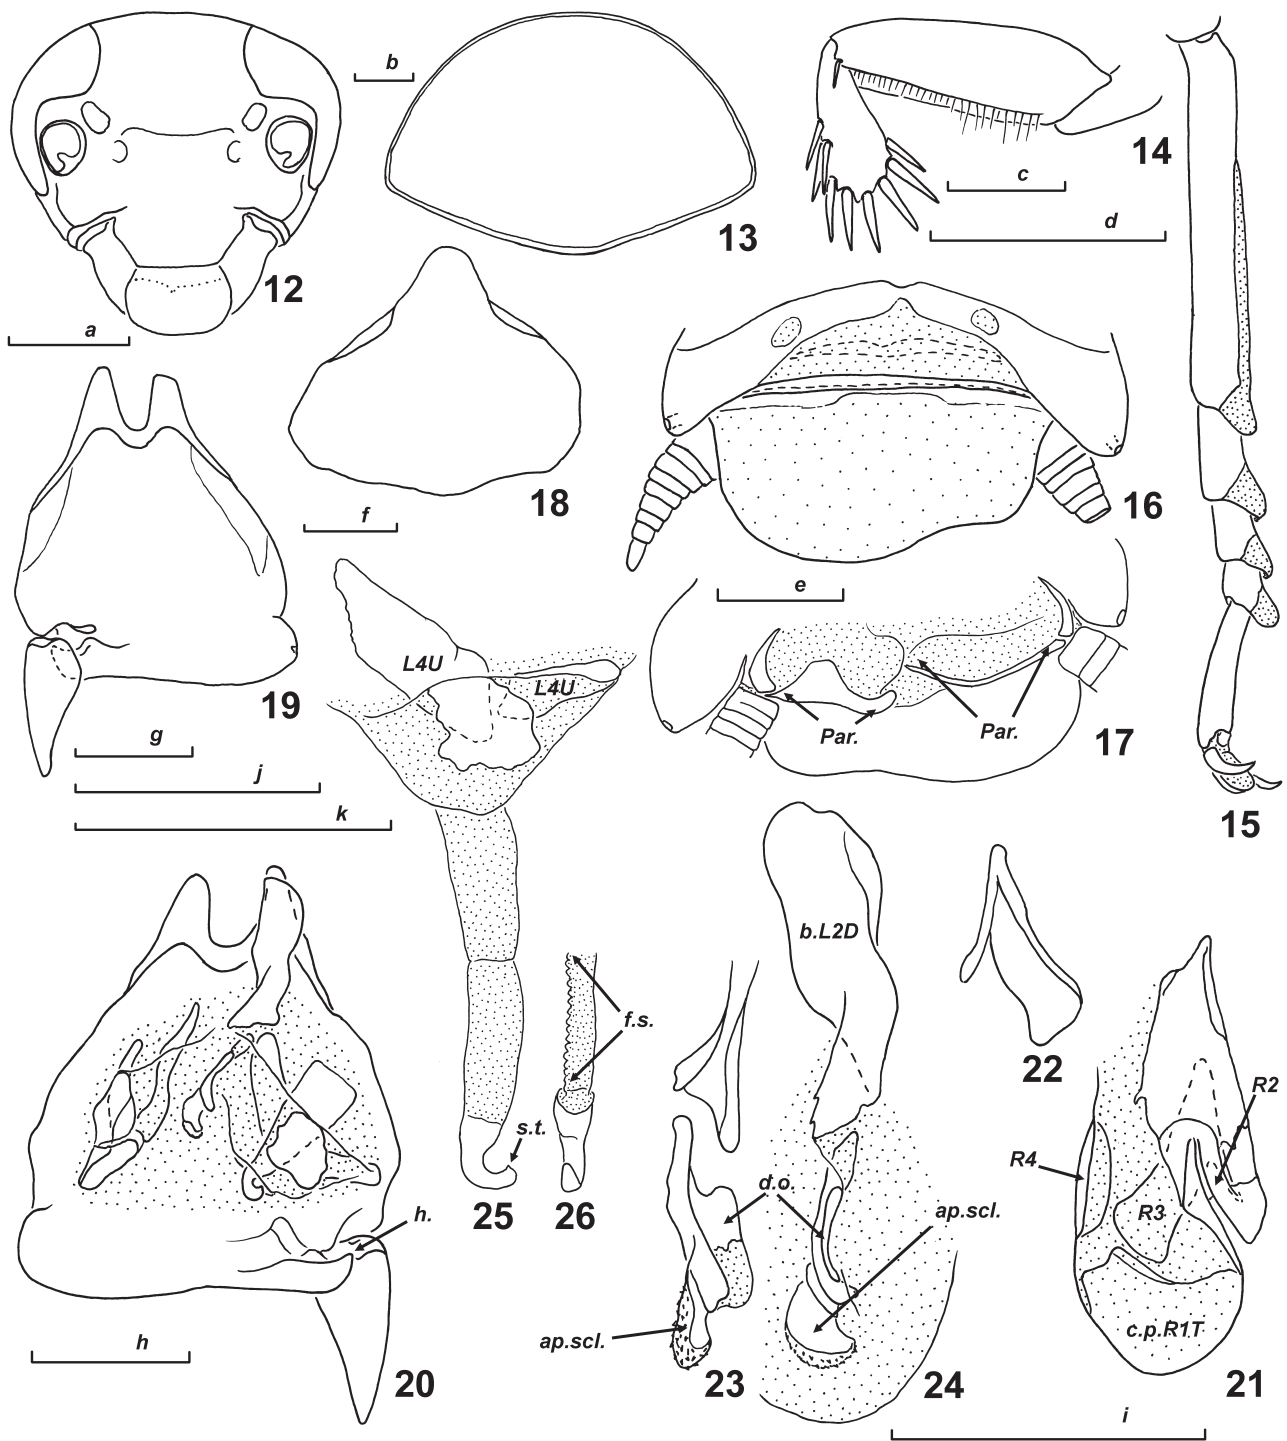 b
14
c
13
d
12
a
18
16
f
e
L4U
L4U
19
Par.
Par.
17
g
j
k
15
b.L2D
22
f.s.
R2
s.t.
R4
25
26
h.
d.o.
ap.scl.
R3
c.p.R1T
ap.scl.
h
20
23
24
21
i